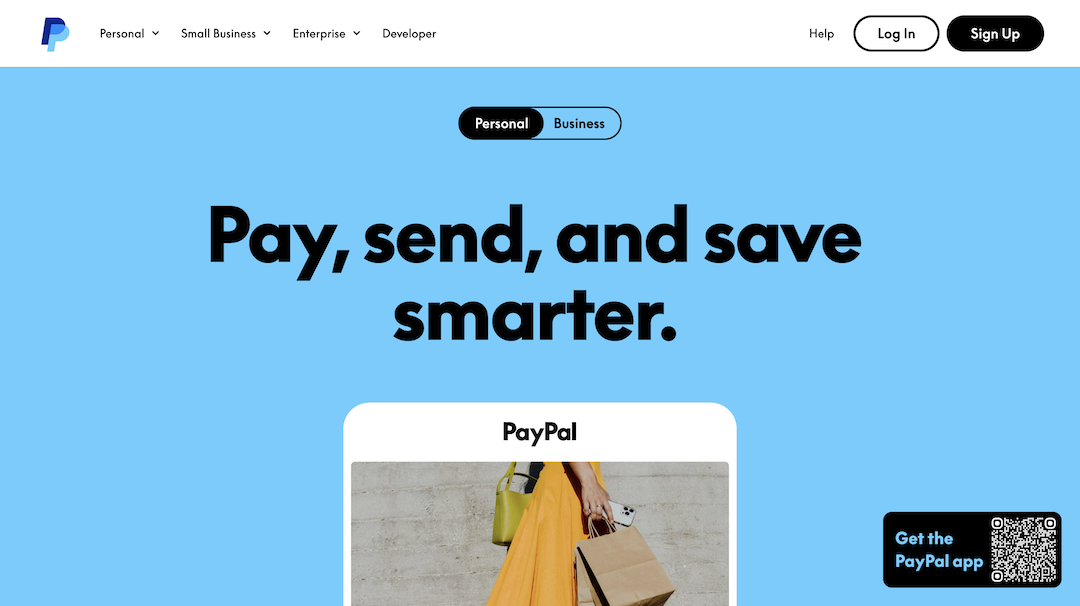 Personal
Small Business
Enterprise
Developer
Help
Log In
Sign Up
Personal
Business
Pay, send, and save
smarter.
PayPal
Get the
PayPal app